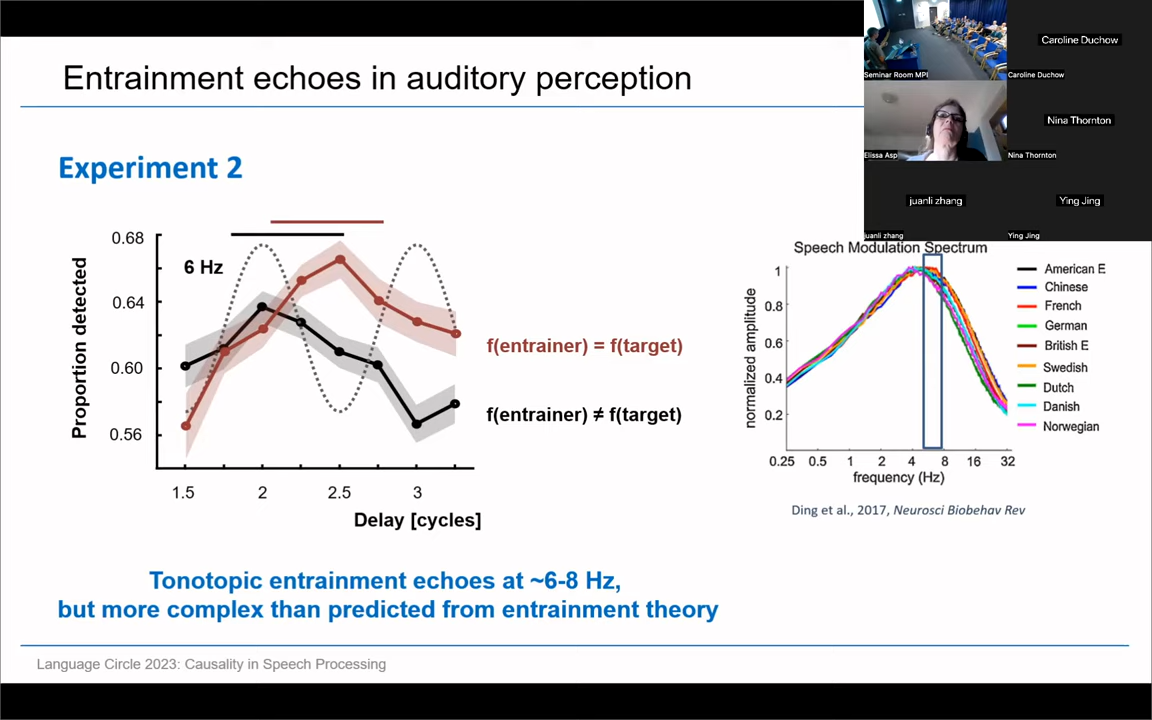 Entrainment echoes in auditory perception
Experiment 2
Proportion detected
0.68
0.64
0.60
0.56
6 Hz
1.5
2
2.5
3
Delay [cycles]
f(entrainer) = f(target)
f(entrainer) ≠ f(target)
Seminar Room MPI
Caroline Duchow
Caroline Duchow
Elissa Asp
Nina Thornton
Nina Thornton
juanli zhang
juanli zhang
Ying Jing
Ying Jing
Speech Modulation Spectrum
normalized amplitude
1
0.8
0.6
0.4
0.2
0.25 0.5 1 2 4 8 16 32
frequency (Hz)
American E
Chinese
French
German
British E
Swedish
Dutch
Danish
Norwegian
Ding et al., 2017, Neurosci Biobehav Rev
Tonotopic entrainment echoes at ~6-8 Hz,
but more complex than predicted from entrainment theory
Language Circle 2023: Causality in Speech Processing